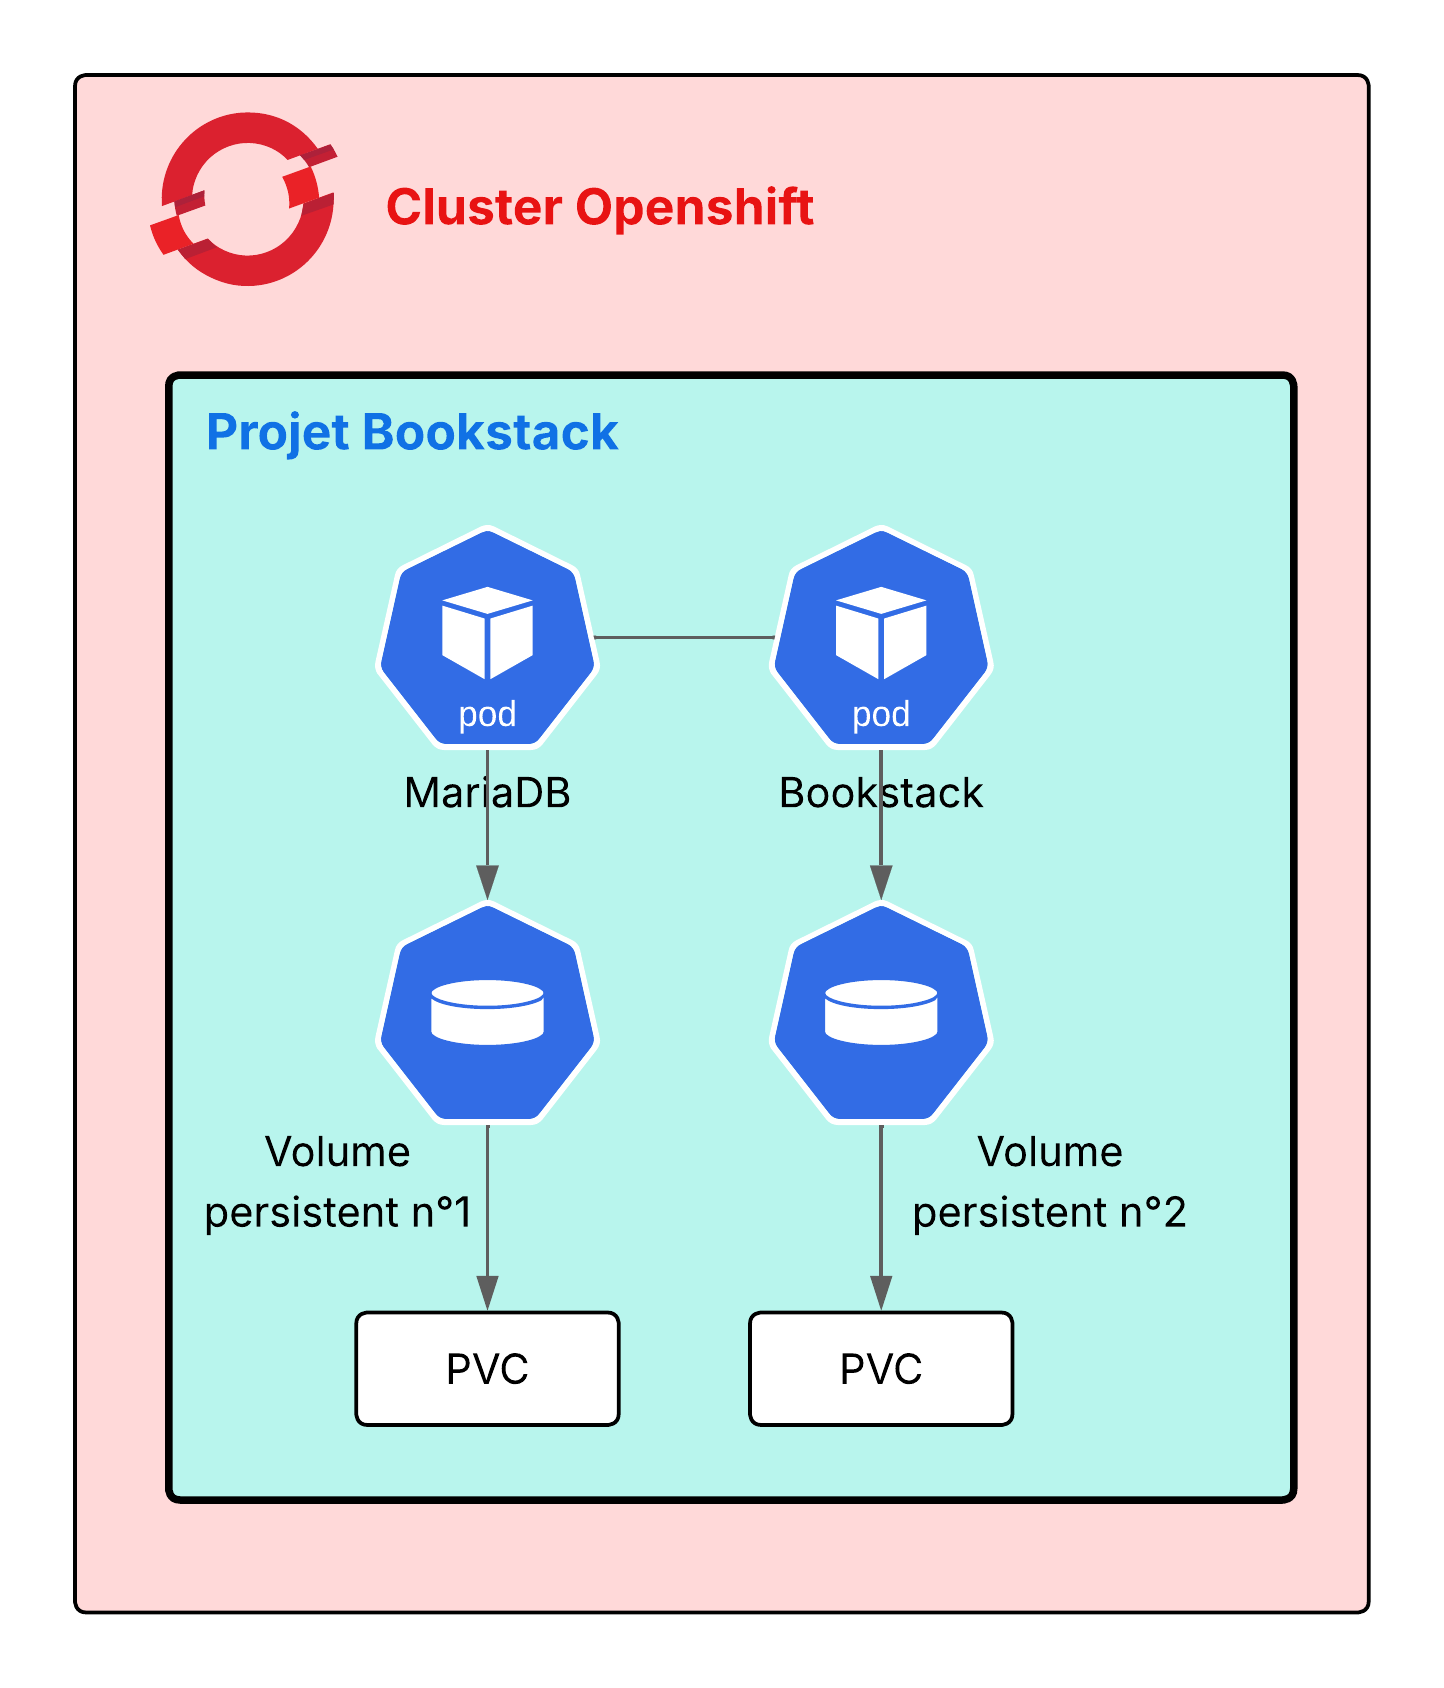 Cluster Openshift
Projet Bookstack
pod
pod
MariaDB
Bookstack
Volume
persistent n°1
Volume
persistent n°2
PVC
PVC